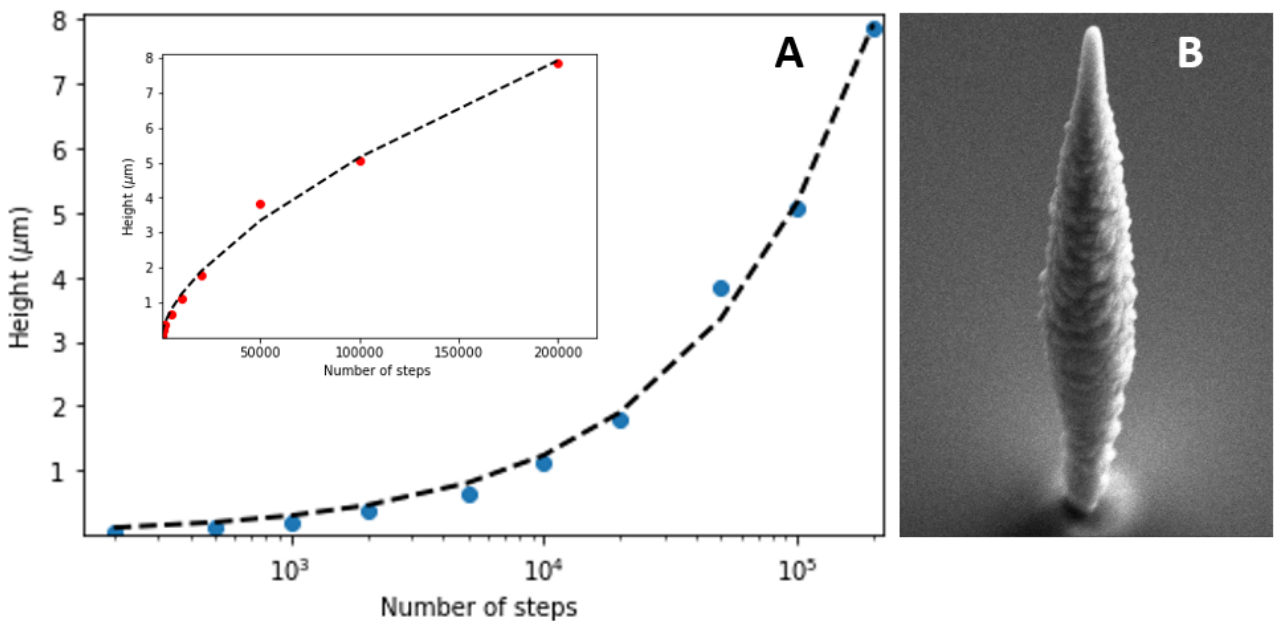 A
8
7
6
5
4
3
2
1
Height (μm)
10³ 10⁴ 10⁵
Number of steps
8
7
6
5
4
3
2
1
Height (μm)
50000 100000 150000 200000
Number of steps
B